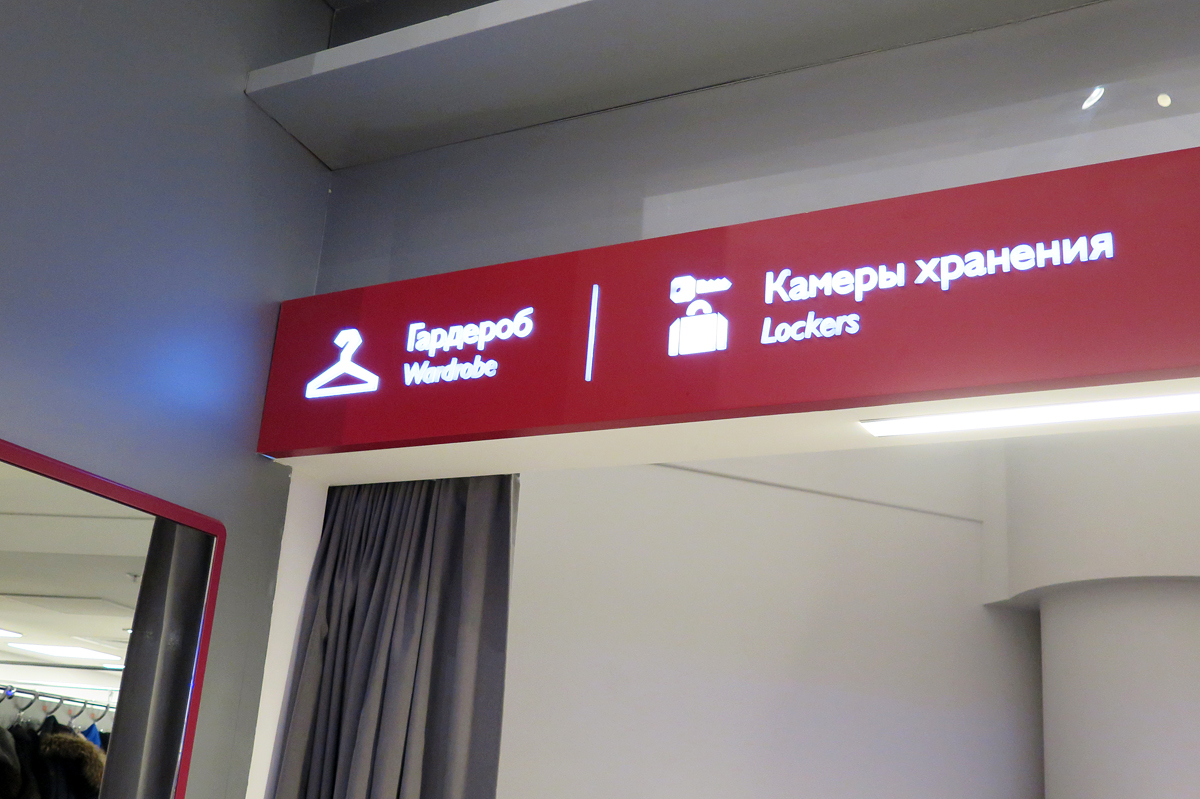 Гардероб
Wardrobe
Камеры хранения
Lockers